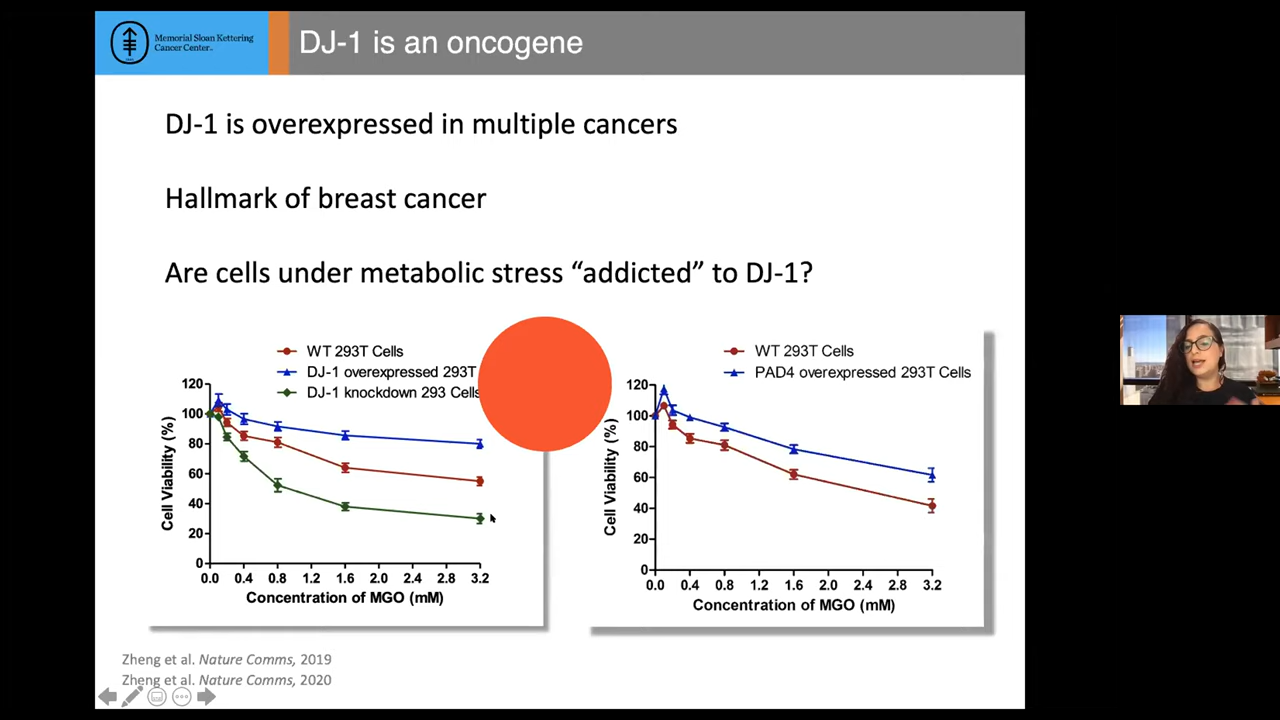 Memorial Sloan Kettering
Cancer Center
DJ-1 is an oncogene
DJ-1 is overexpressed in multiple cancers
Hallmark of breast cancer
Are cells under metabolic stress “addicted” to DJ-1?
WT 293T Cells
DJ-1 overexpressed 293T
DJ-1 knockdown 293 Cells
120
100
80
60
40
20
0
Cell Viability (%)
0.0 0.4 0.8 1.2 1.6 2.0 2.4 2.8 3.2
Concentration of MGO (mM)
WT 293T Cells
PAD4 overexpressed 293T Cells
120
100
80
60
40
20
0
Cell Viability (%)
0.0 0.4 0.8 1.2 1.6 2.0 2.4 2.8 3.2
Concentration of MGO (mM)
Zheng et al. Nature Comms, 2019
Zheng et al. Nature Comms, 2020